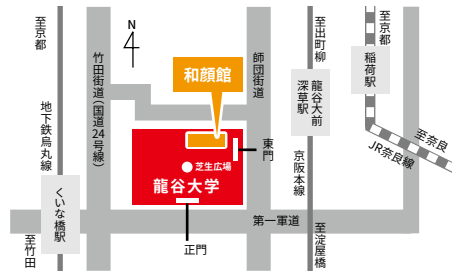 至京都
地下鉄烏丸線
くいな橋駅
至竹田
竹田街道(国道24号線)
N
和顔館
師団街道
東門
芝生広場
龍谷大学
正門
第一軍道
至出町柳
龍谷大前
深草駅
京阪本線
至淀屋橋
至京都
稲荷駅
至奈良
JR奈良線